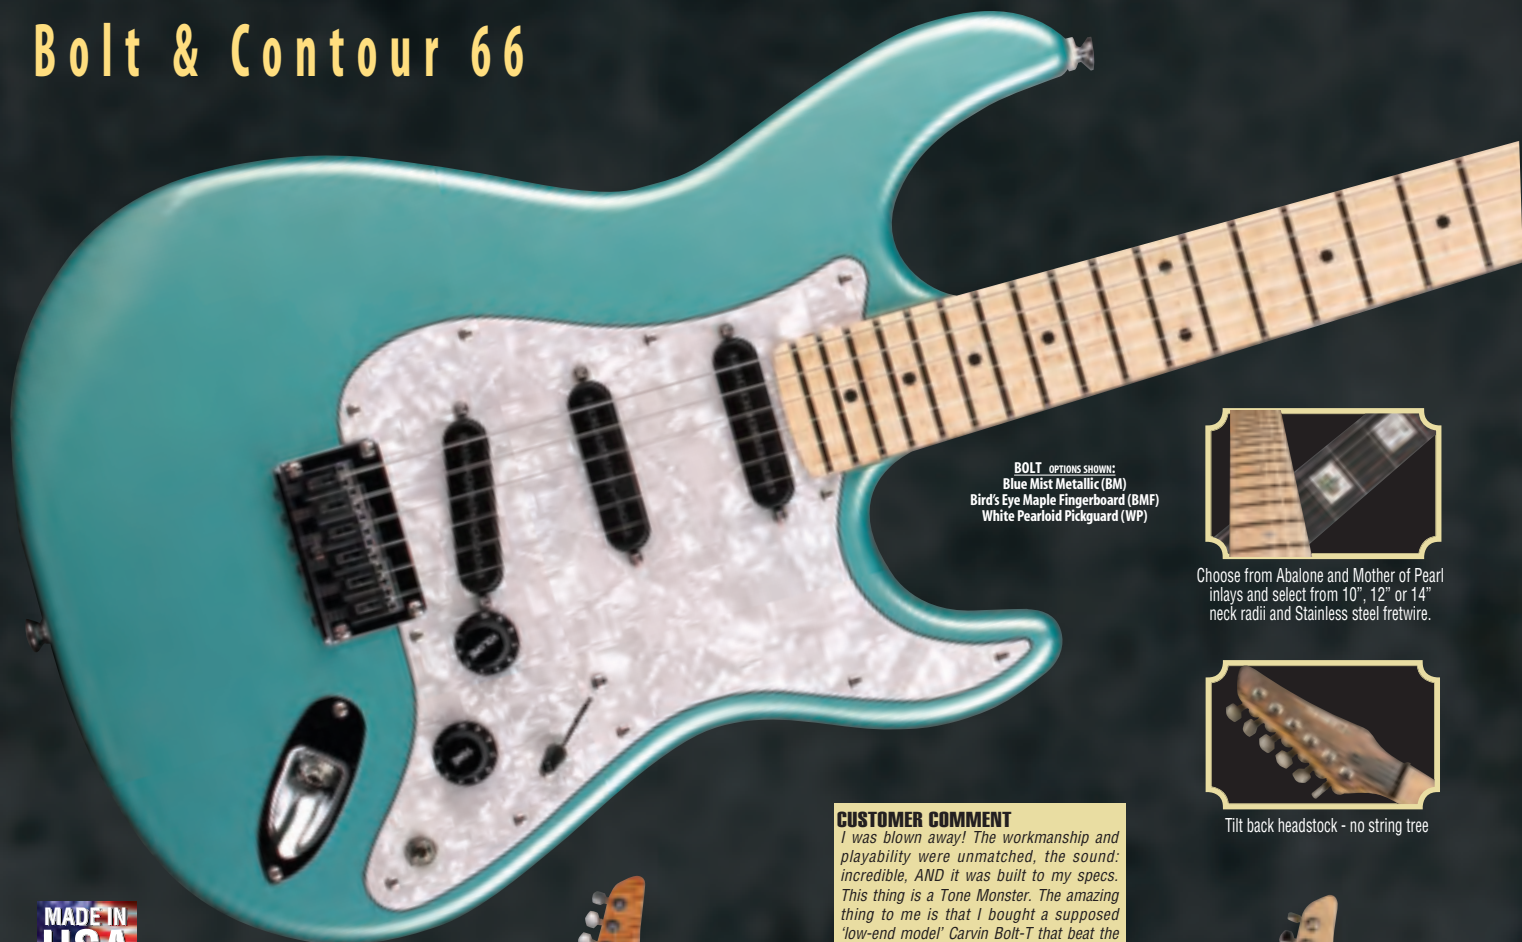 Bolt & Contour 66
BOLT OPTIONS SHOWN:
Blue Mist Metallic (BM)
Bird's Eye Maple Fingerboard (BMF)
White Pearloid Pickguard (WP)
Choose from Abalone and Mother of Pearl
inlays and select from 10”, 12” or 14”
neck radii and Stainless steel fretwire.
Tilt back headstock - no string tree
CUSTOMER COMMENT
I was blown away! The workmanship and
playability were unmatched, the sound:
incredible, AND it was built to my specs.
This thing is a Tone Monster. The amazing
thing to me is that I bought a supposed
‘low-end model’ Carvin Bolt-T that beat the
MADE IN
USA